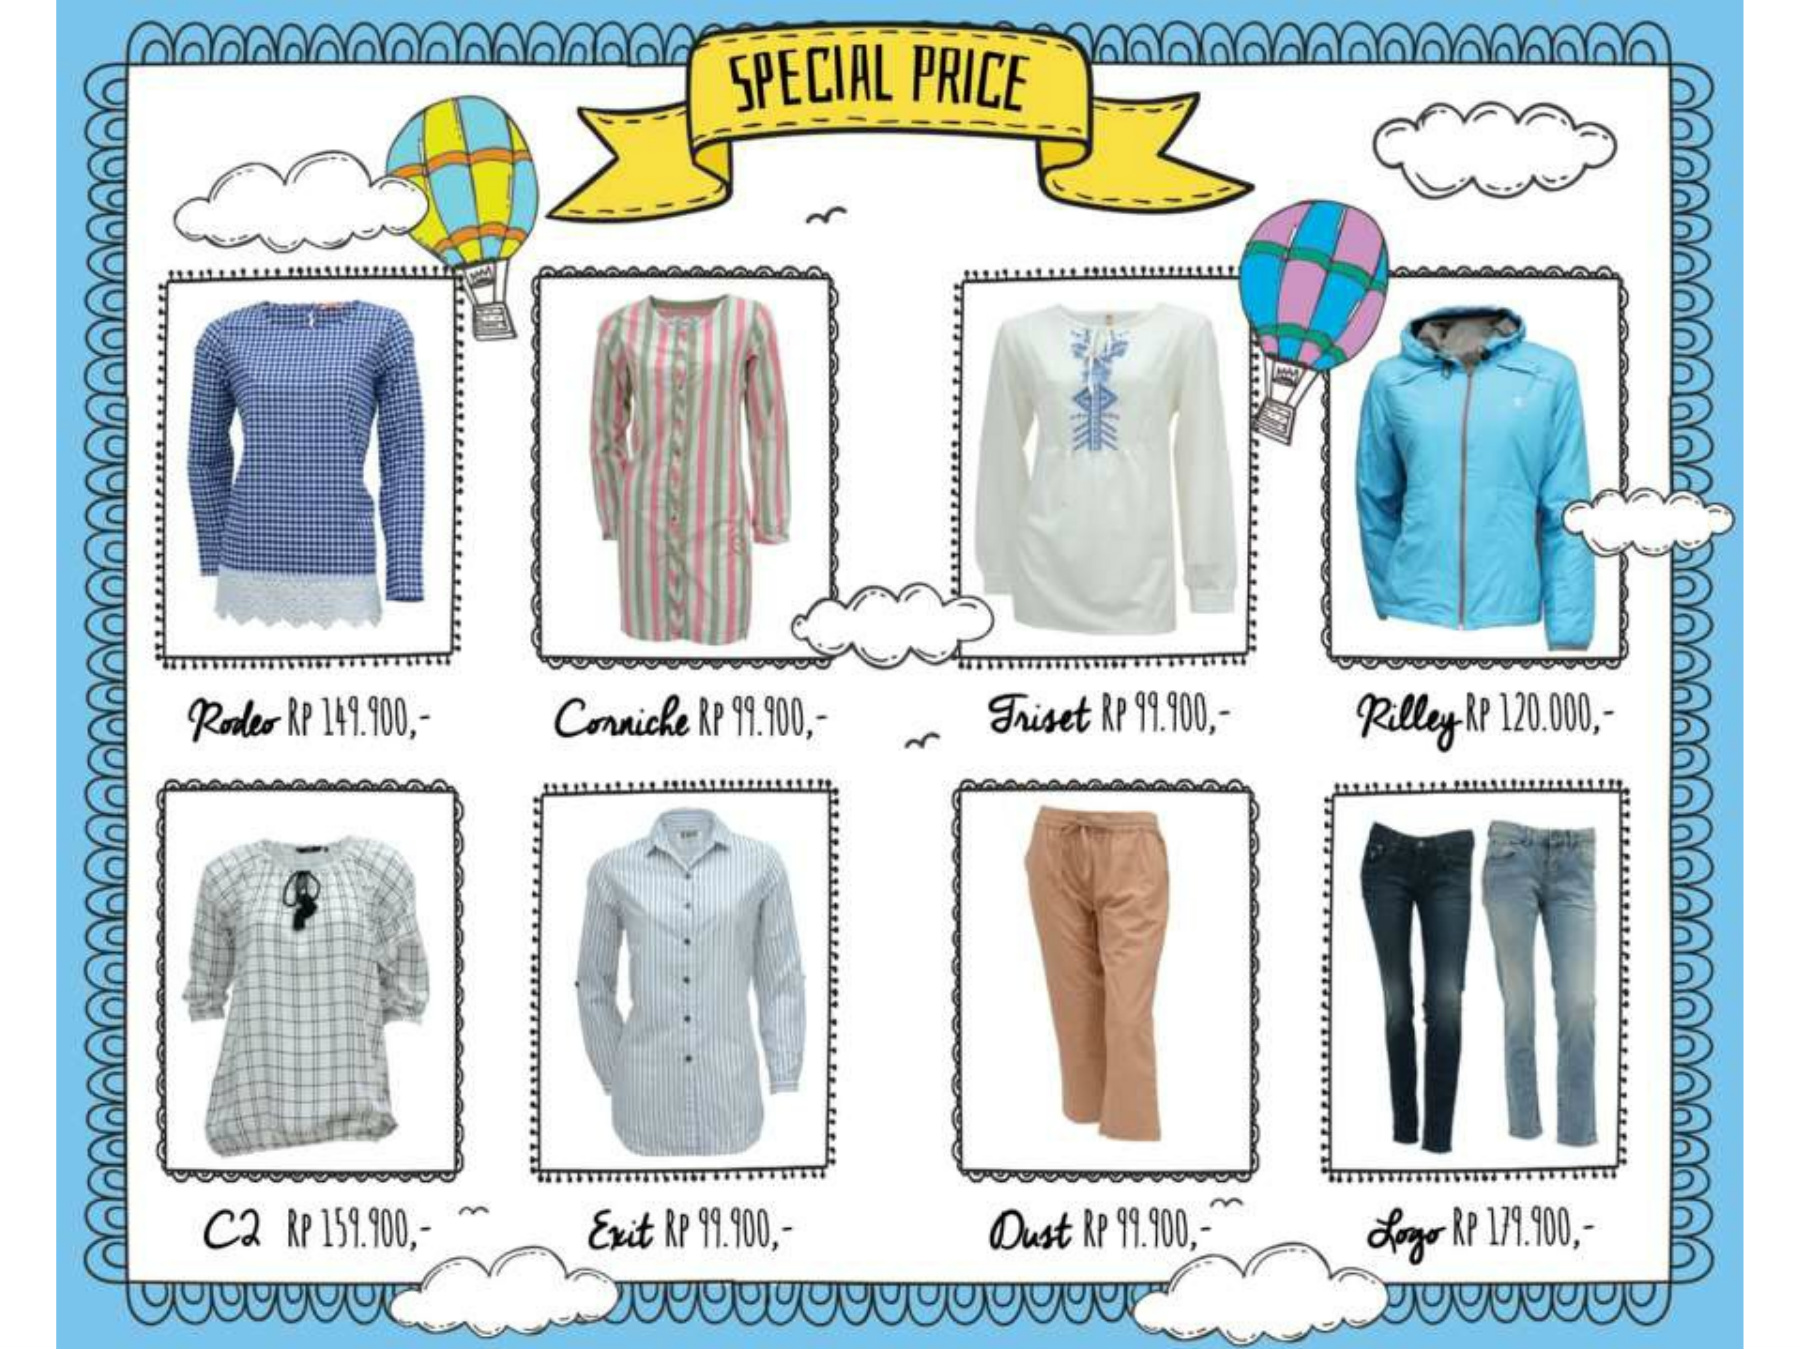 SPECIAL PRICE
Rodeo RP 149.900,-
Corniche RP 99.900,-
Triset RP 99.900,-
Rilley RP 120.000,-
C2 RP 159.900,-
Exit RP 99.900,-
Dust RP 99.900,-
Logo RP 179.900,-